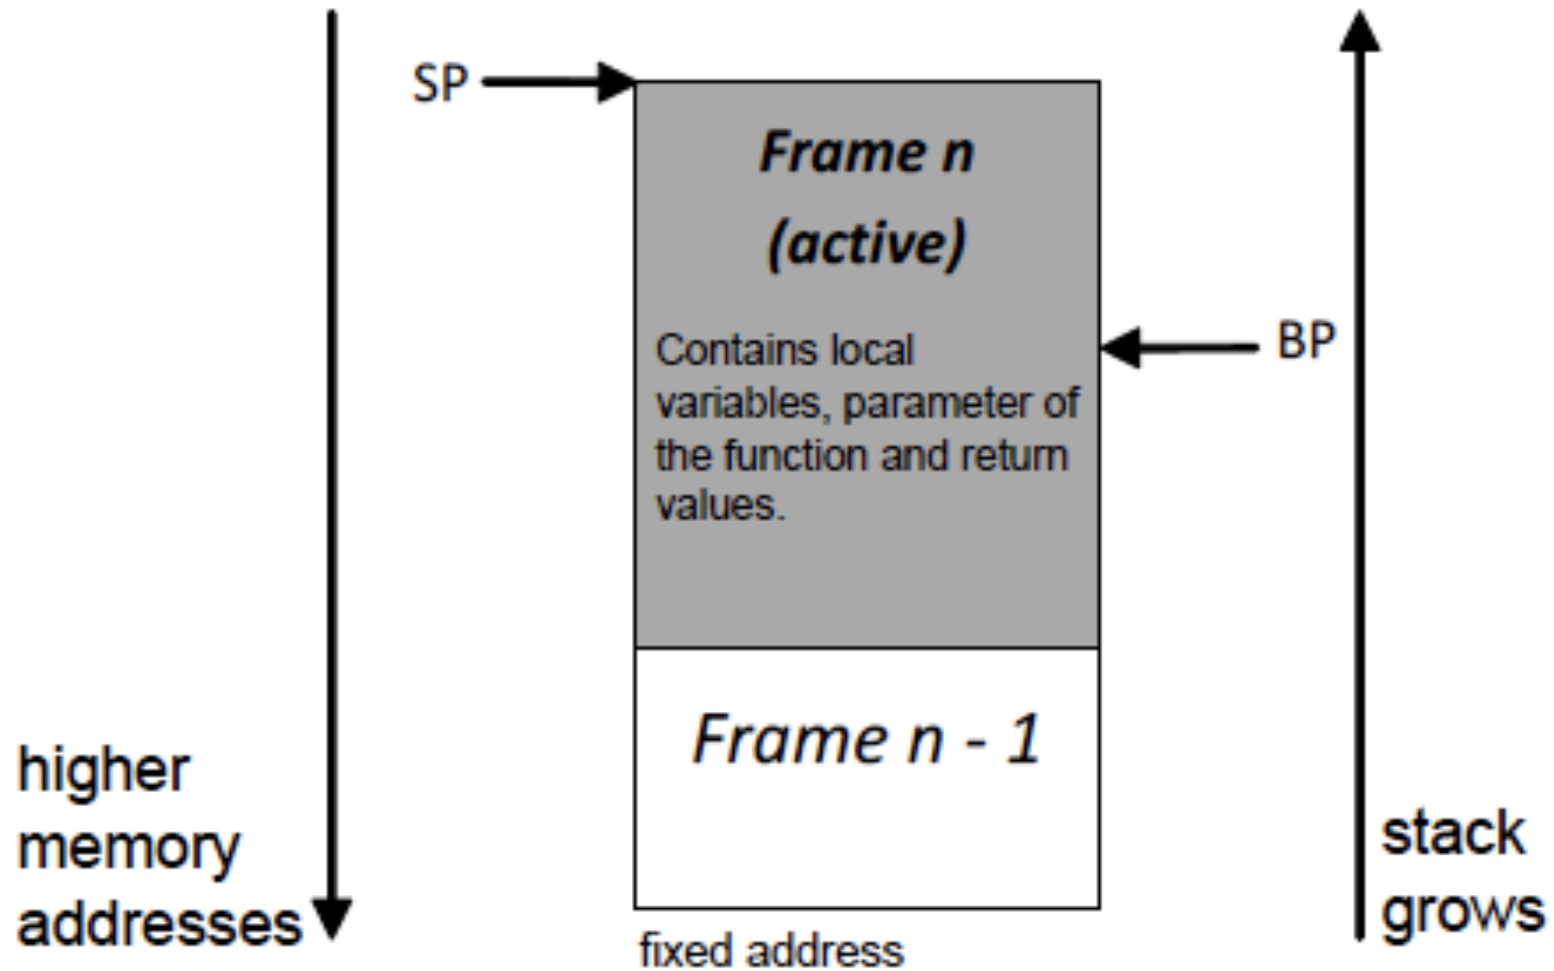 SP
Frame n
(active)
Contains local
variables, parameter of
the function and return
values.
BP
Frame n - 1
higher
memory
addresses
stack
grows
fixed address